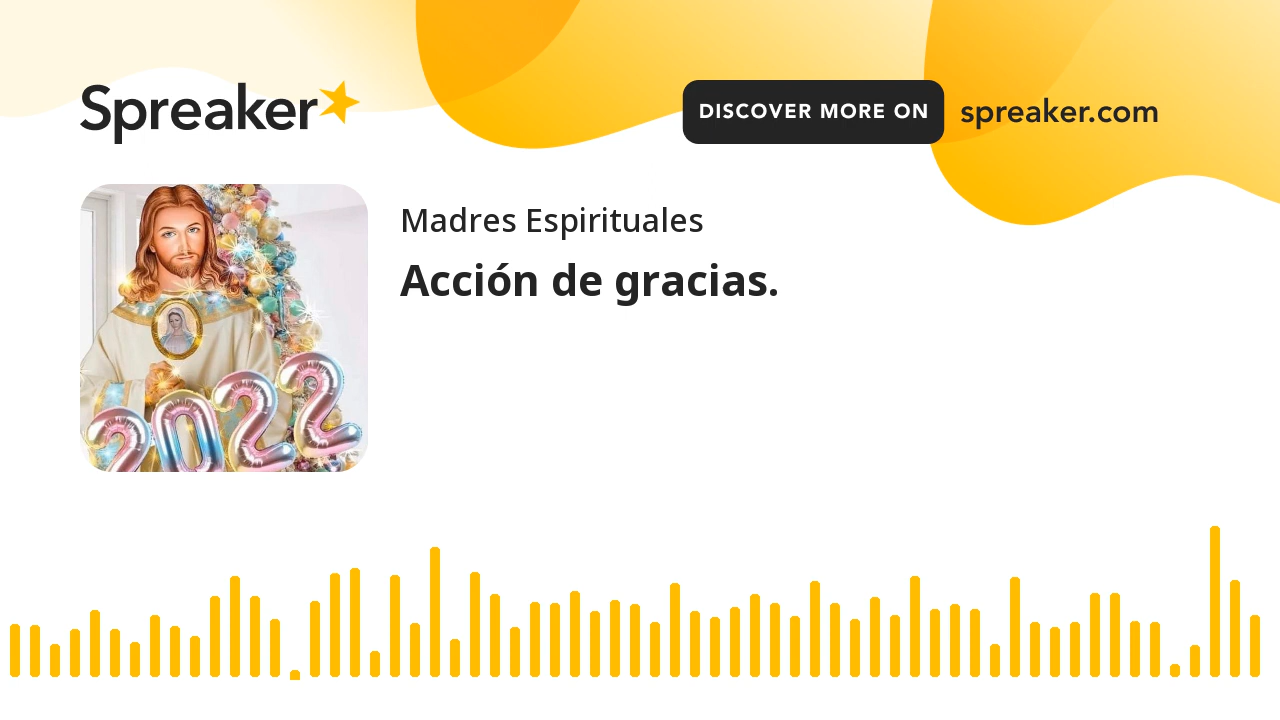 Spreaker
DISCOVER MORE ON spreaker.com
Madres Espirituales
Acción de gracias.
2022